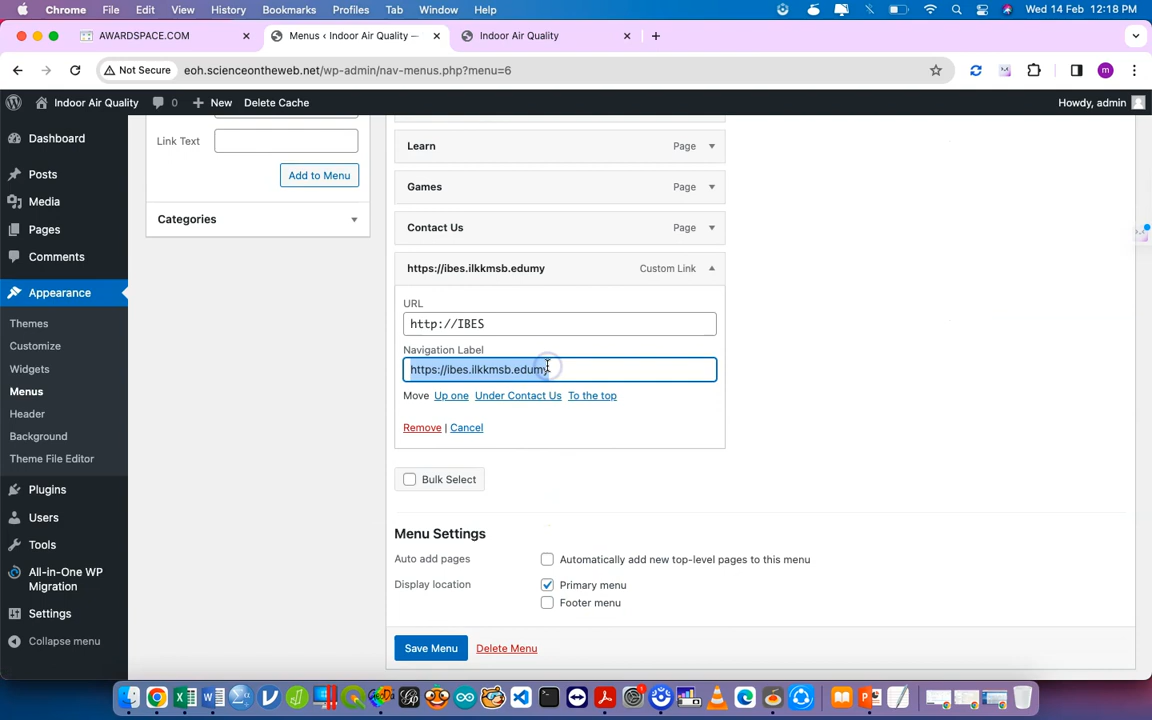 Chrome File Edit View History Bookmarks Profiles Tab Window Help Wed 14 Feb 12:18 PM
AWARDSPACE.COM
Menus ‹ Indoor Air Quality —
Indoor Air Quality
Not Secure
eoh.scienceontheweb.net/wp-admin/nav-menus.php?menu=6
m
Indoor Air Quality 0 New Delete Cache Howdy, admin
Dashboard
Posts
Media
Pages
Comments
Appearance
Themes
Customize
Widgets
Menus
Header
Background
Theme File Editor
Plugins
Users
Tools
All-in-One WP
Migration
Settings
Collapse menu
Link Text
Add to Menu
Categories
Learn Page
Games Page
Contact Us Page
https://ibes.ilkkmsb.edumy Custom Link
URL
http://IBES
Navigation Label
https://ibes.ilkkmsb.edumy
Move Up one Under Contact Us To the top
Remove | Cancel
Bulk Select
Menu Settings
Auto add pages Automatically add new top-level pages to this menu
Display location Primary menu
Footer menu
Save Menu Delete Menu